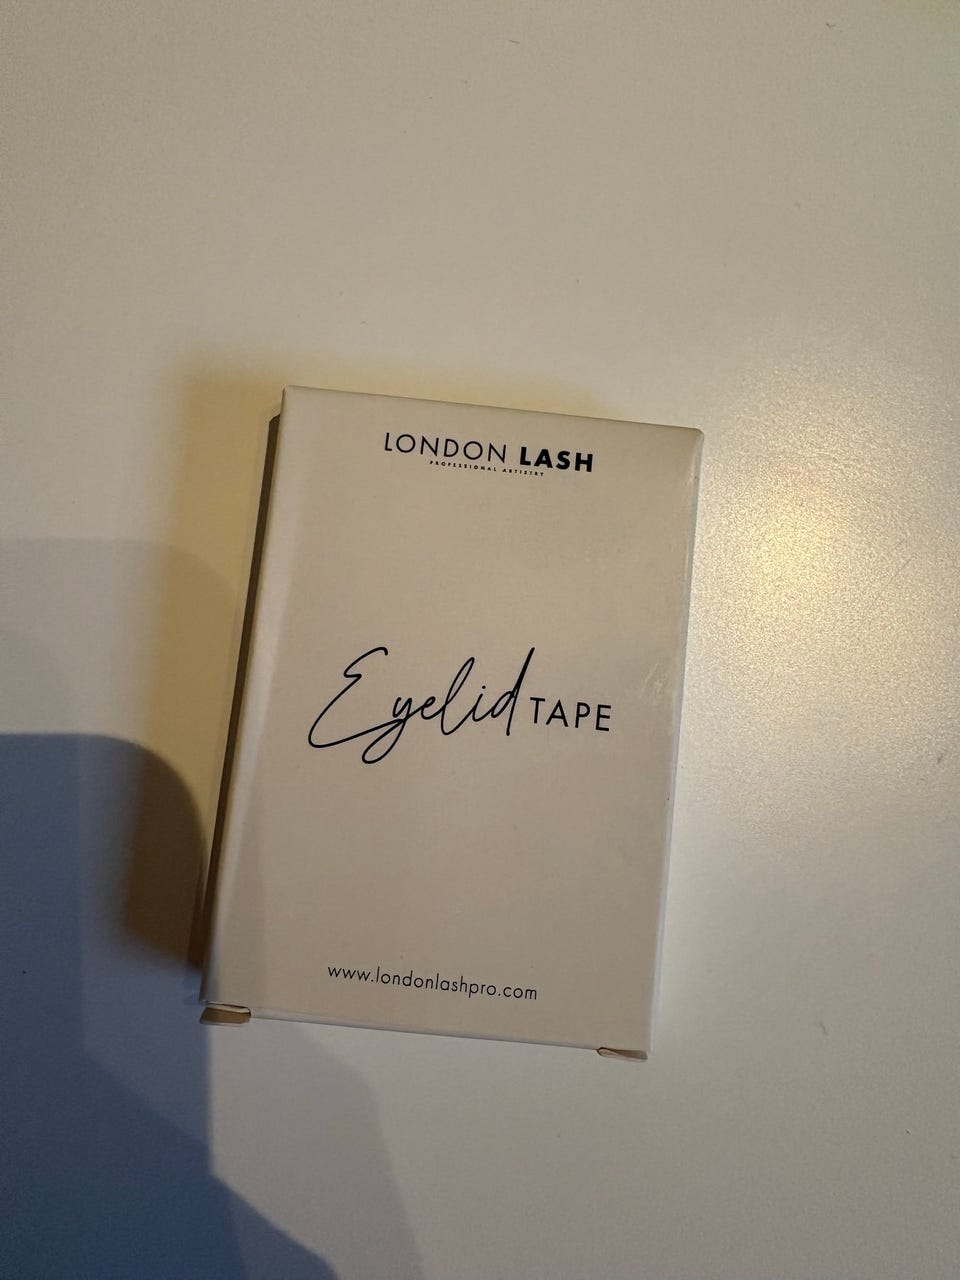 LONDON LASH
PROFESSIONAL ARTISTRY
Eyelid TAPE
www.londonlashpro.com